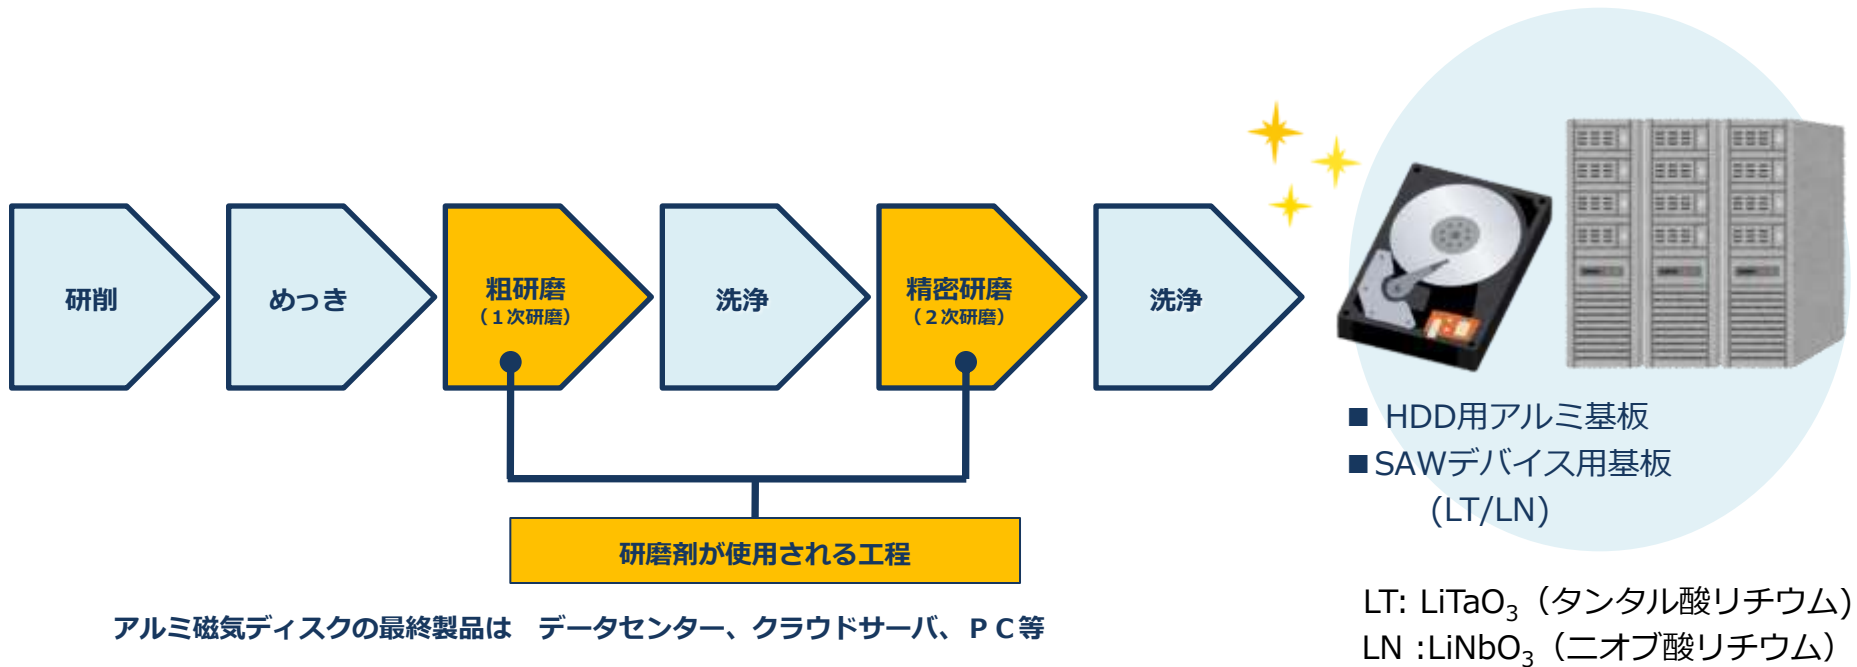 研削
めっき
粗研磨
（１次研磨）
洗浄
精密研磨
（２次研磨）
洗浄
研磨剤が使用される工程
アルミ磁気ディスクの最終製品は　データセンター、クラウドサーバ、ＰＣ等
■ HDD用アルミ基板
■SAWデバイス用基板
(LT/LN)
LT: LiTaO₃（タンタル酸リチウム)
LN :LiNbO₃（ニオブ酸リチウム）